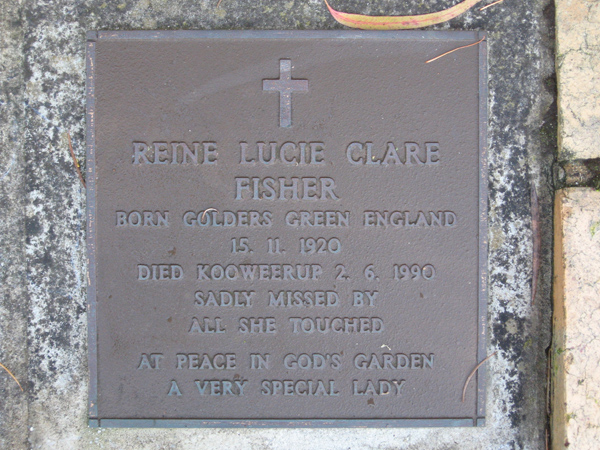 REINE LUCIE CLARE
FISHER
BORN GOLDERS GREEN ENGLAND
15. 11. 1920
DIED KOOWEERUP 2. 6. 1990
SADLY MISSED BY
ALL SHE TOUCHED
AT PEACE IN GOD'S GARDEN
A VERY SPECIAL LADY